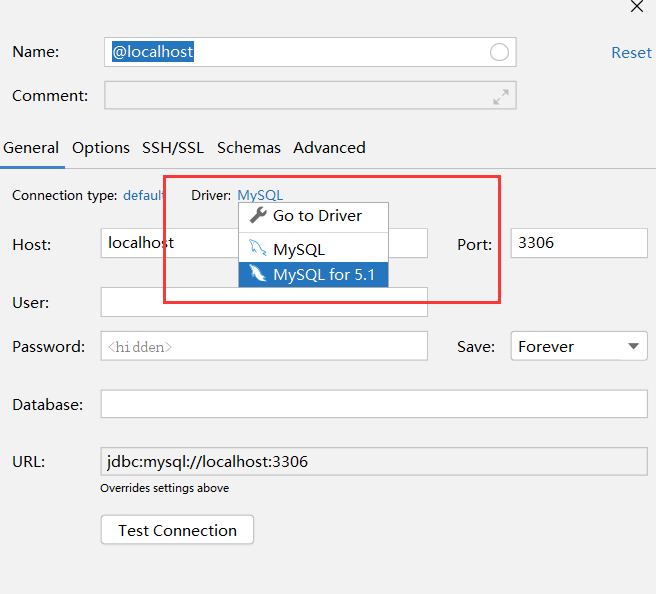 Name: @localhost Reset
Comment:
General Options SSH/SSL Schemas Advanced
Connection type: default Driver: MySQL
Go to Driver
Host: localhost Port: 3306
MySQL
MySQL for 5.1
User:
Password: <hidden> Save: Forever
Database:
URL: jdbc:mysql://localhost:3306
Overrides settings above
Test Connection